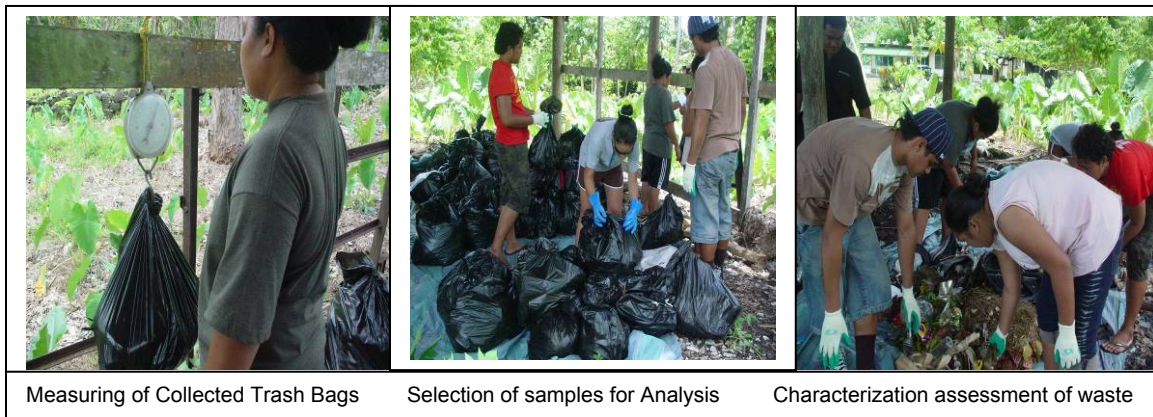 Measuring of Collected Trash Bags Selection of samples for Analysis Characterization assessment of waste